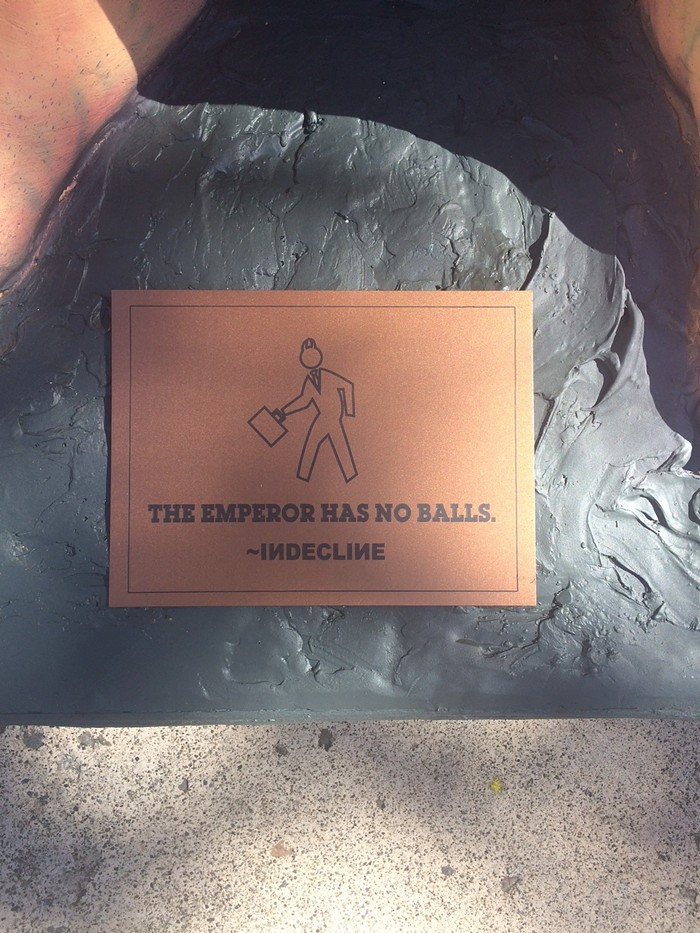 THE EMPEROR HAS NO BALLS.
~INDECLINE